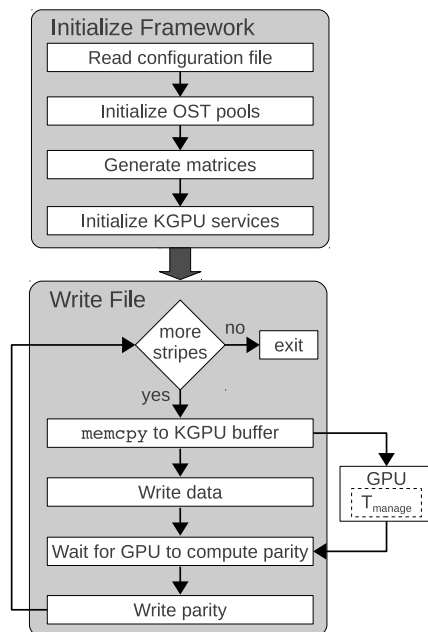 Initialize Framework
Read configuration file
Initialize OST pools
Generate matrices
Initialize KGPU services
Write File
more
stripes
no
exit
yes
memcpy to KGPU buffer
GPU
Tmanage
Write data
Wait for GPU to compute parity
Write parity